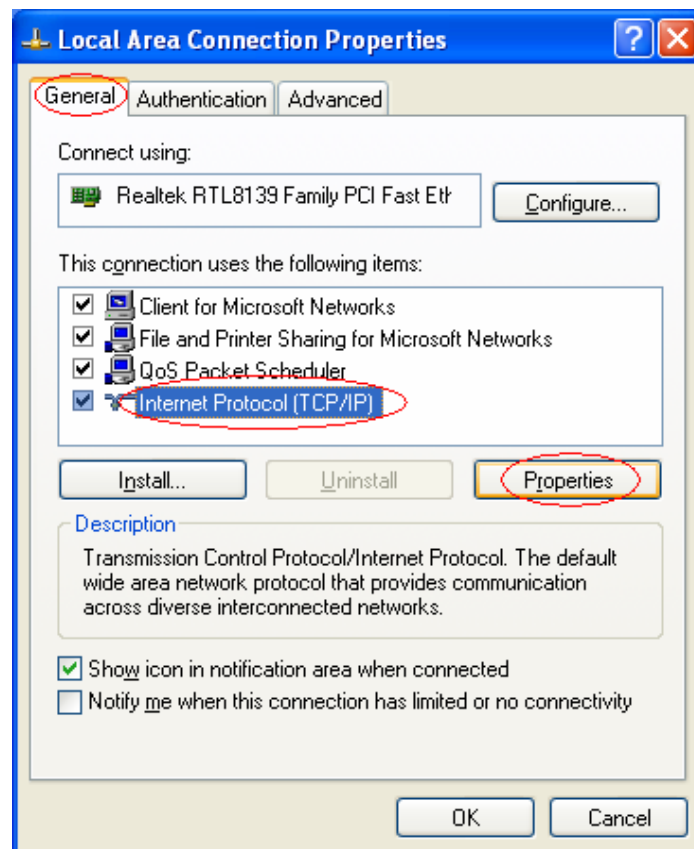 Local Area Connection Properties
General Authentication Advanced
Connect using:
Realtek RTL8139 Family PCI Fast Eth
Configure...
This connection uses the following items:
Client for Microsoft Networks
File and Printer Sharing for Microsoft Networks
QoS Packet Scheduler
Internet Protocol (TCP/IP)
Install... Uninstall Properties
Description
Transmission Control Protocol/Internet Protocol. The default
wide area network protocol that provides communication
across diverse interconnected networks.
Show icon in notification area when connected
Notify me when this connection has limited or no connectivity
OK Cancel